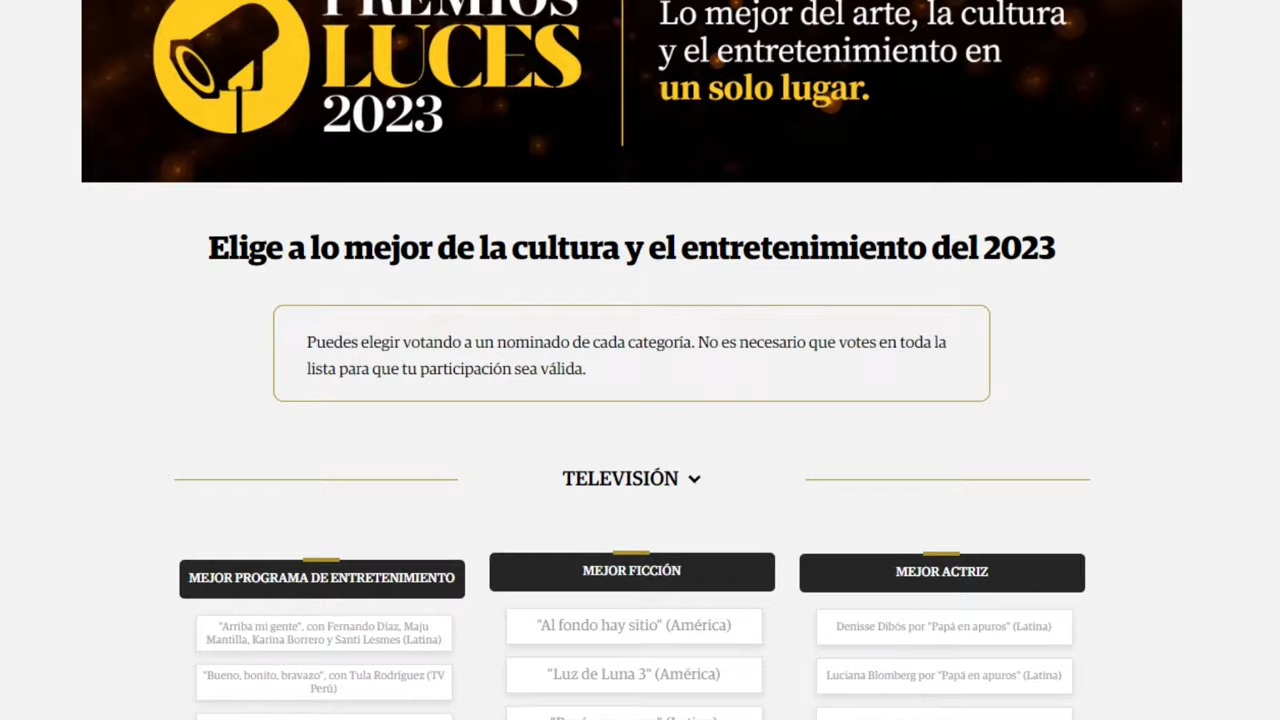 PREMIOS
LUCES
2023
Lo mejor del arte, la cultura
y el entretenimiento en
un solo lugar.
Elige a lo mejor de la cultura y el entretenimiento del 2023
Puedes elegir votando a un nominado de cada categoría. No es necesario que votes en toda la
lista para que tu participación sea válida.
TELEVISIÓN
MEJOR PROGRAMA DE ENTRETENIMIENTO
"Arriba mi gente", con Fernando Díaz, Maju
Mantilla, Karina Borrero y Santi Lesmes (Latina)
"Bueno, bonito, bravazo", con Tula Rodríguez (TV
Perú)
MEJOR FICCIÓN
"Al fondo hay sitio" (América)
"Luz de Luna 3" (América)
MEJOR ACTRIZ
Denisse Dibós por "Papá en apuros" (Latina)
Luciana Blomberg por "Papá en apuros" (Latina)